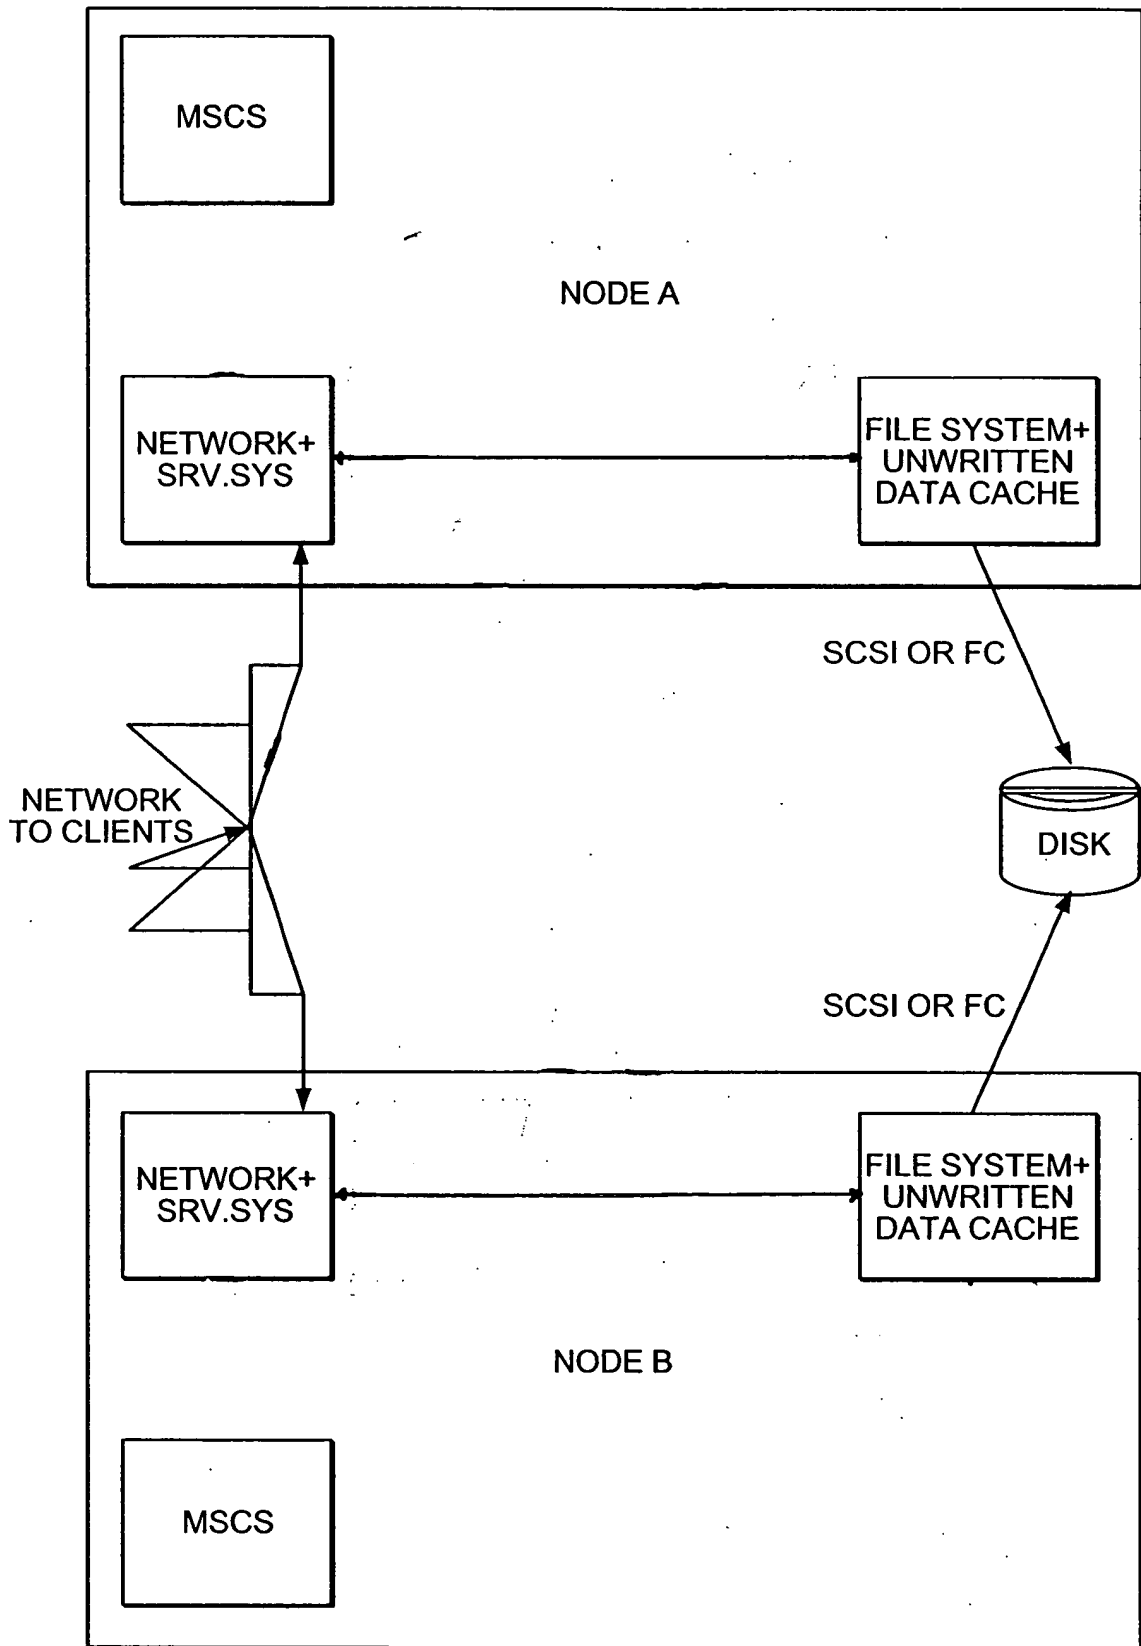 MSCS
NODE A
NETWORK+
SRV.SYS
FILE SYSTEM+
UNWRITTEN
DATA CACHE
SCSI OR FC
NETWORK
TO CLIENTS
DISK
SCSI OR FC
NETWORK+
SRV.SYS
FILE SYSTEM+
UNWRITTEN
DATA CACHE
NODE B
MSCS